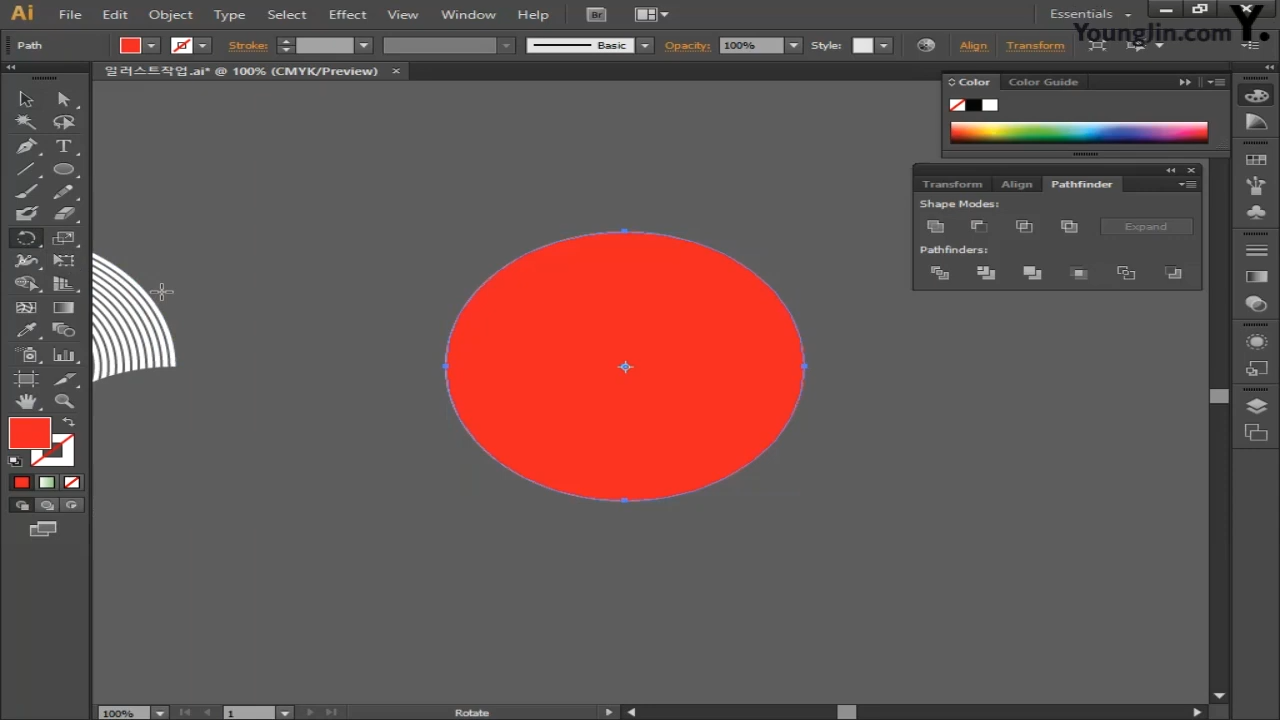 Ai File Edit Object Type Select Effect View Window Help Br Essentials
YoungJin.com Y.
Path Stroke: Basic Opacity: 100% Style: Align Transform
일러스트작업.ai* @ 100% (CMYK/Preview) ×
Color Color Guide
Transform Align Pathfinder
Shape Modes:
Expand
Pathfinders:
100% 1 Rotate